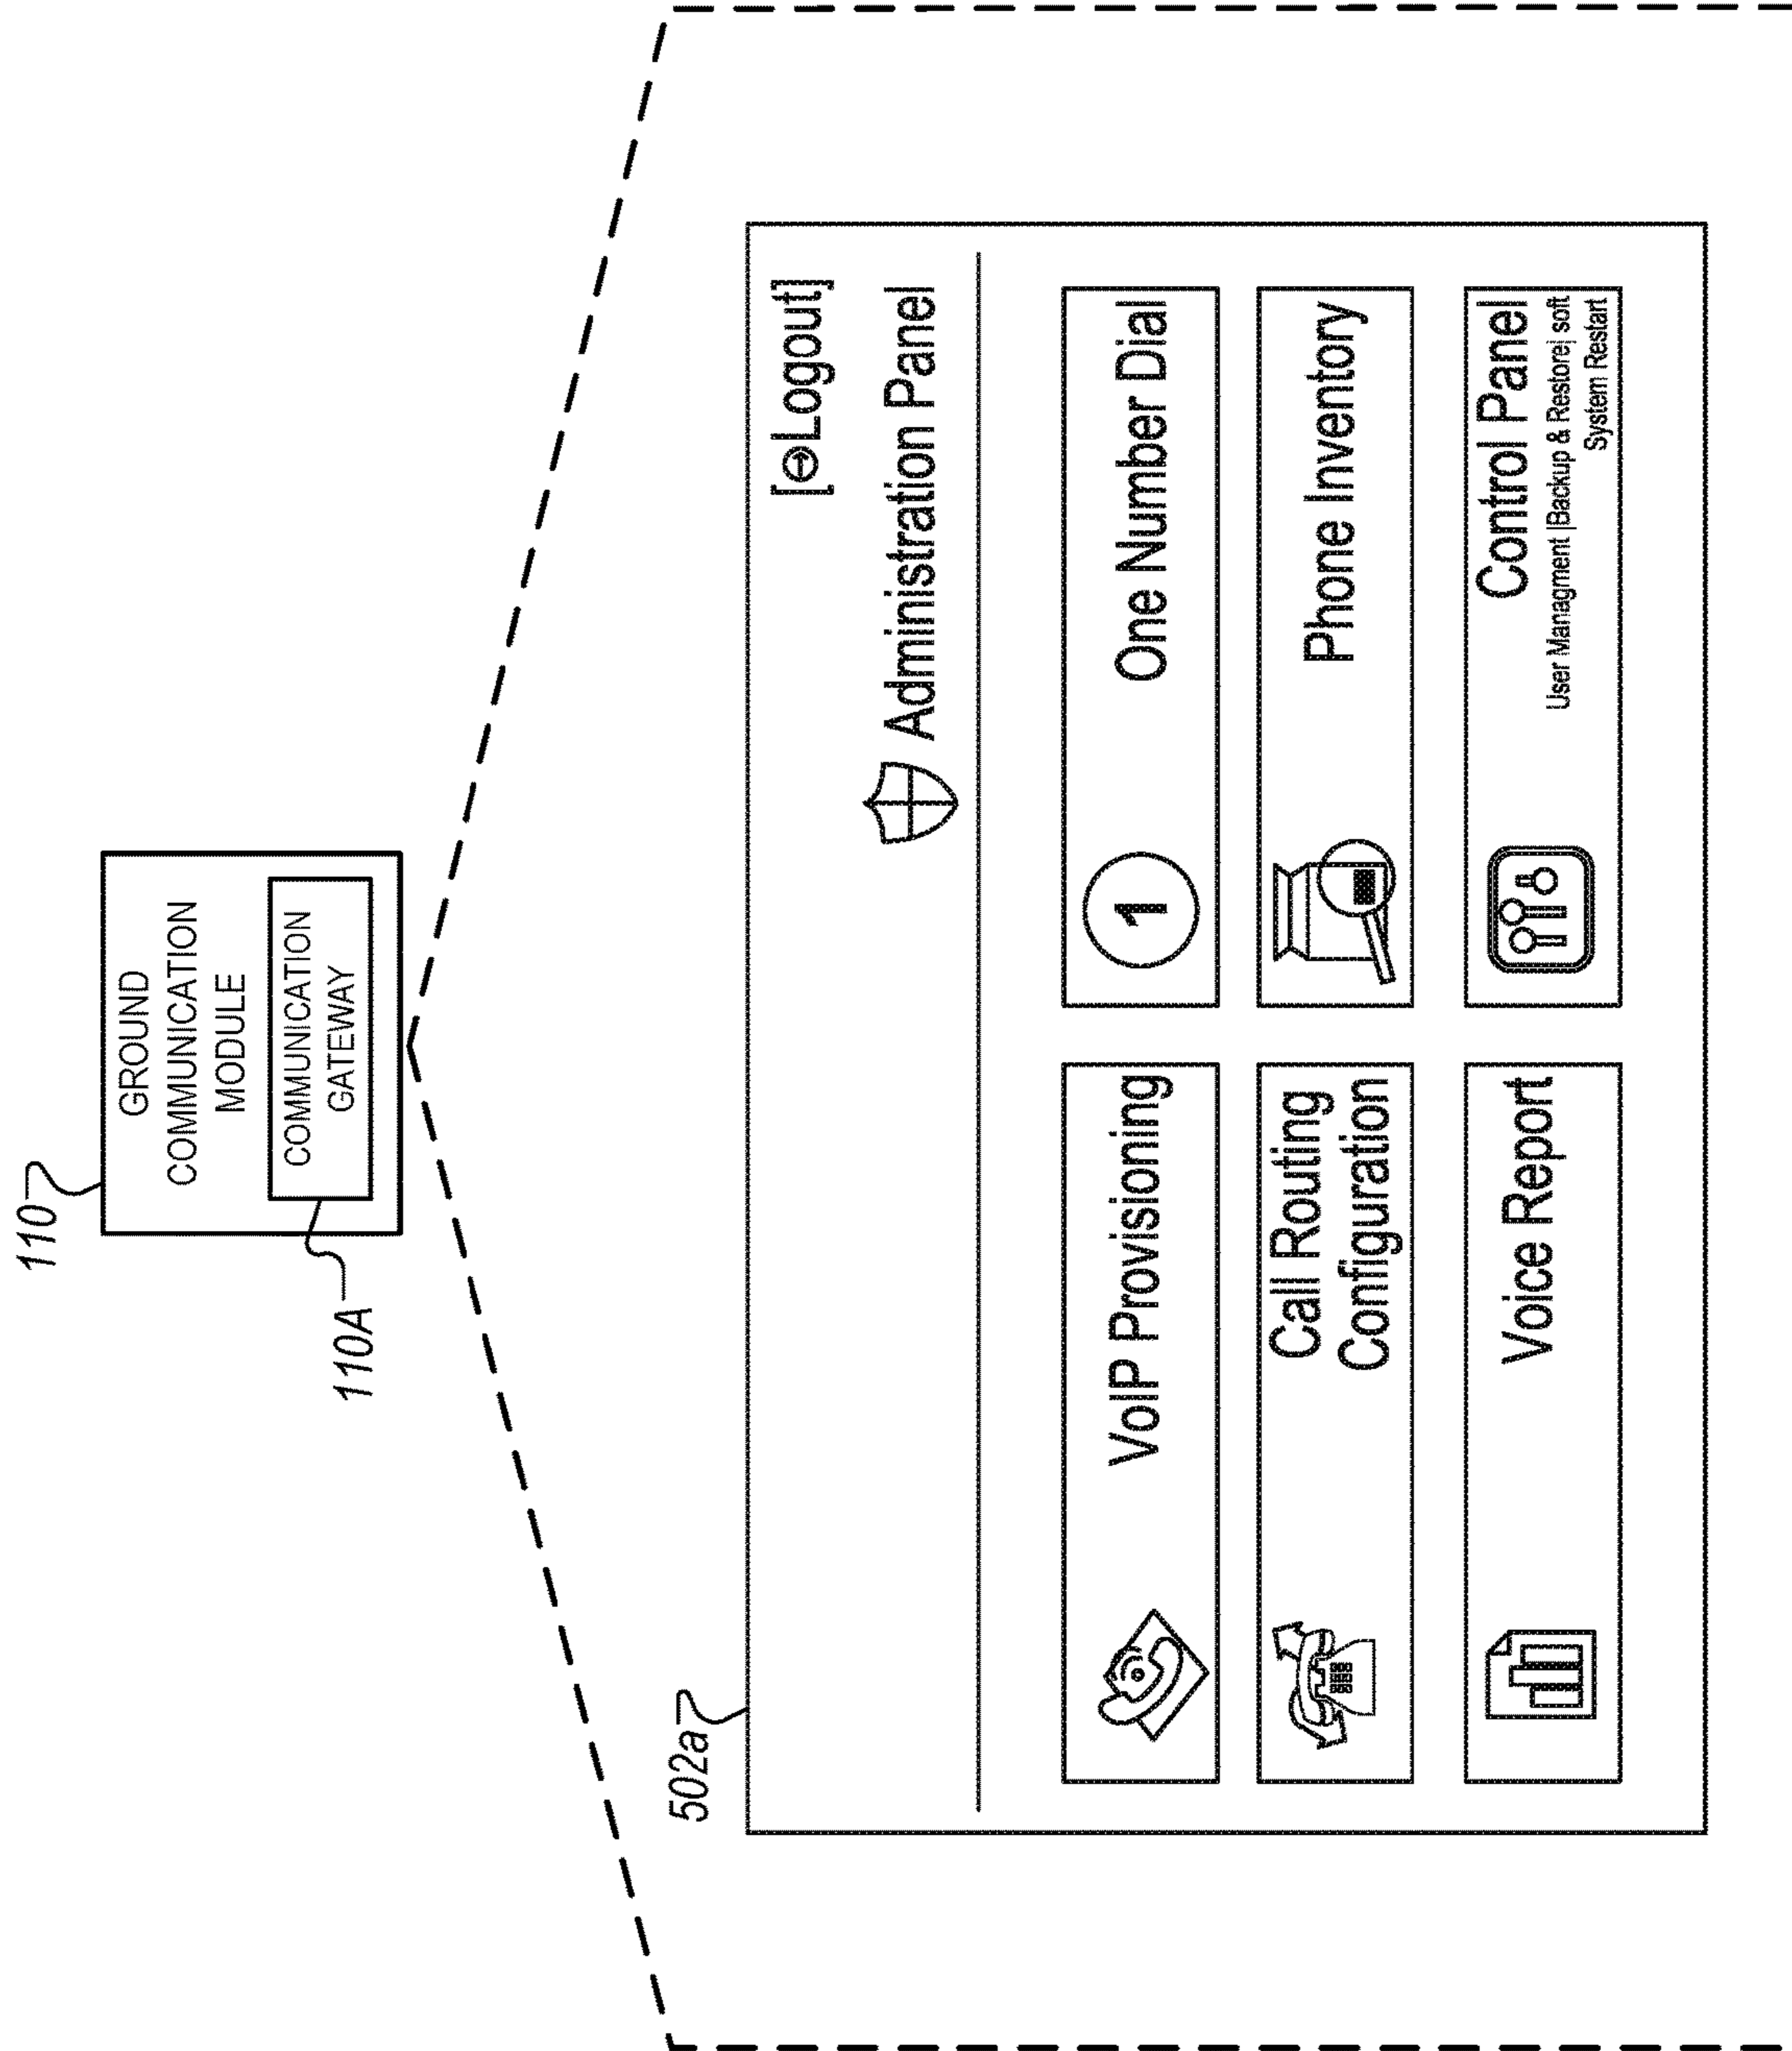 110
GROUND
COMMUNICATION
MODULE
COMMUNICATION
GATEWAY
110A
502a
[Logout]
Administration Panel
VoIP Provisioning
1
One Number Dial
Call Routing
Configuration
Phone Inventory
Voice Report
Control Panel
User Managment |Backup & Restore| soft
System Restart